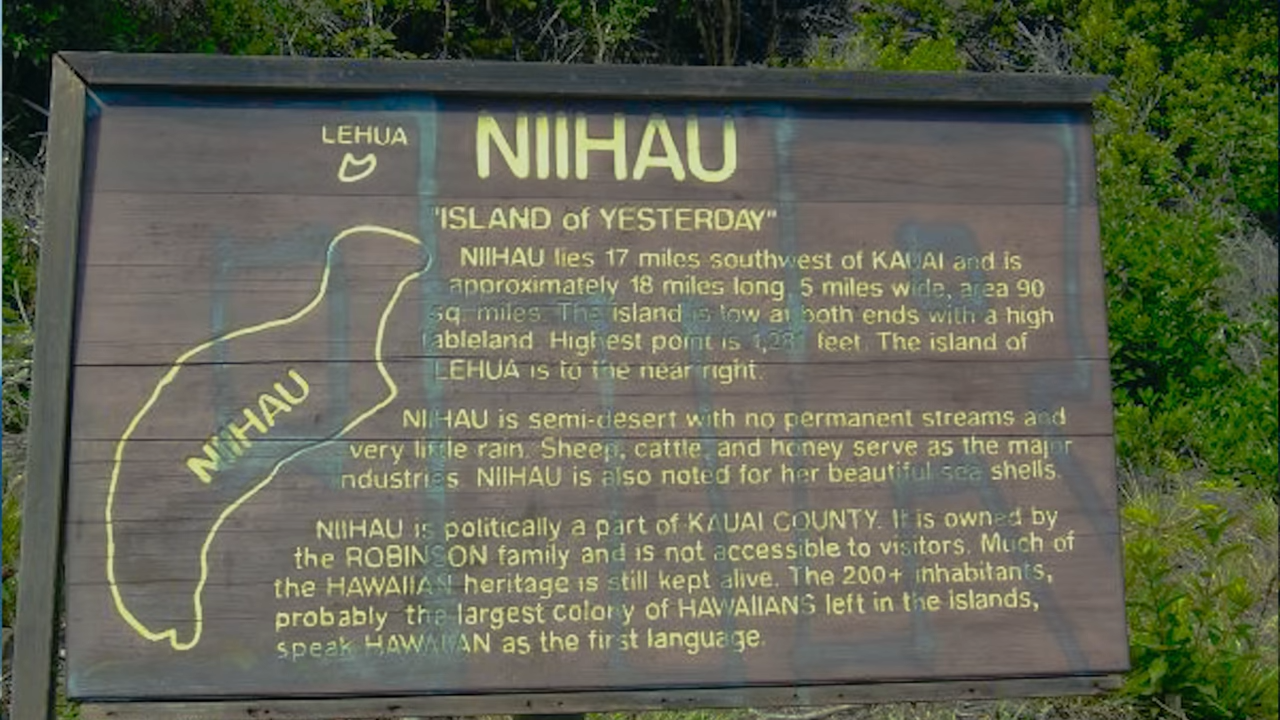 LEHUA
NIIHAU
"ISLAND of YESTERDAY"
NIIHAU lies 17 miles southwest of KAUAI and is
approximately 18 miles long, 5 miles wide, area 90
sq. miles. The island is low at both ends with a high
tableland. Highest point is feet. The island of
LEHUA is to the near right.
NIIHAU
NIIHAU is semi-desert with no permanent streams and
very little rain. Sheep, cattle, and honey serve as the major
industries. NIIHAU is also noted for her beautiful sea shells.
NIIHAU is politically a part of KAUAI COUNTY. It is owned by
the ROBINSON family and is not accessible to visitors. Much of
the HAWAIIAN heritage is still kept alive. The 200+ inhabitants,
probably the largest colony of HAWAIIANS left in the islands,
speak HAWAIIAN as the first language.